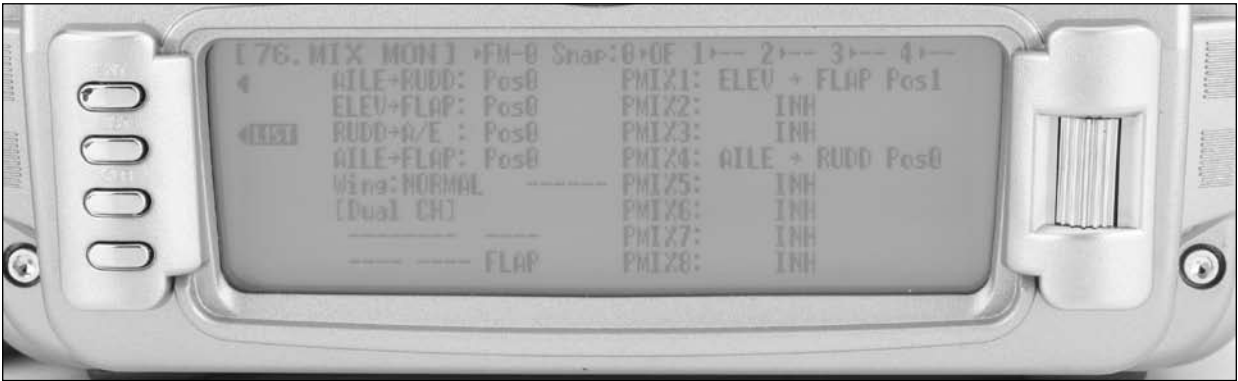 [76.MIX MON] ▸FM-0 Snap:0▸OF 1▸-- 2▸-- 3▸-- 4▸--
AILE→RUDD: Pos0 PMIX1: ELEV → FLAP Pos1
ELEV→FLAP: Pos0 PMIX2: INH
LIST RUDD→A/E : Pos0 PMIX3: INH
AILE→FLAP: Pos0 PMIX4: AILE → RUDD Pos0
Wing:NORMAL ------ PMIX5: INH
[Dual CH] PMIX6: INH
-------- ---- PMIX7: INH
---- ---- FLAP PMIX8: INH